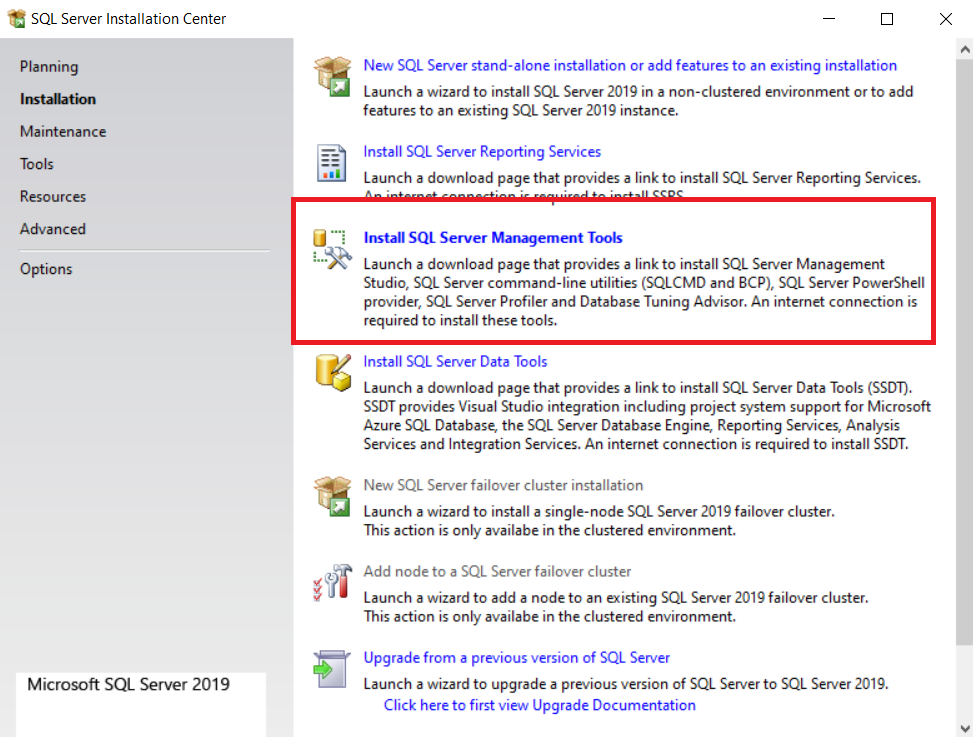 SQL Server Installation Center
Planning
Installation
Maintenance
Tools
Resources
Advanced
Options
Microsoft SQL Server 2019
New SQL Server stand-alone installation or add features to an existing installation
Launch a wizard to install SQL Server 2019 in a non-clustered environment or to add
features to an existing SQL Server 2019 instance.
Install SQL Server Reporting Services
Launch a download page that provides a link to install SQL Server Reporting Services.
An internet connection is required to install SSRS.
Install SQL Server Management Tools
Launch a download page that provides a link to install SQL Server Management
Studio, SQL Server command-line utilities (SQLCMD and BCP), SQL Server PowerShell
provider, SQL Server Profiler and Database Tuning Advisor. An internet connection is
required to install these tools.
Install SQL Server Data Tools
Launch a download page that provides a link to install SQL Server Data Tools (SSDT).
SSDT provides Visual Studio integration including project system support for Microsoft
Azure SQL Database, the SQL Server Database Engine, Reporting Services, Analysis
Services and Integration Services. An internet connection is required to install SSDT.
New SQL Server failover cluster installation
Launch a wizard to install a single-node SQL Server 2019 failover cluster.
This action is only availabe in the clustered environment.
Add node to a SQL Server failover cluster
Launch a wizard to add a node to an existing SQL Server 2019 failover cluster.
This action is only availabe in the clustered environment.
Upgrade from a previous version of SQL Server
Launch a wizard to upgrade a previous version of SQL Server to SQL Server 2019.
Click here to first view Upgrade Documentation